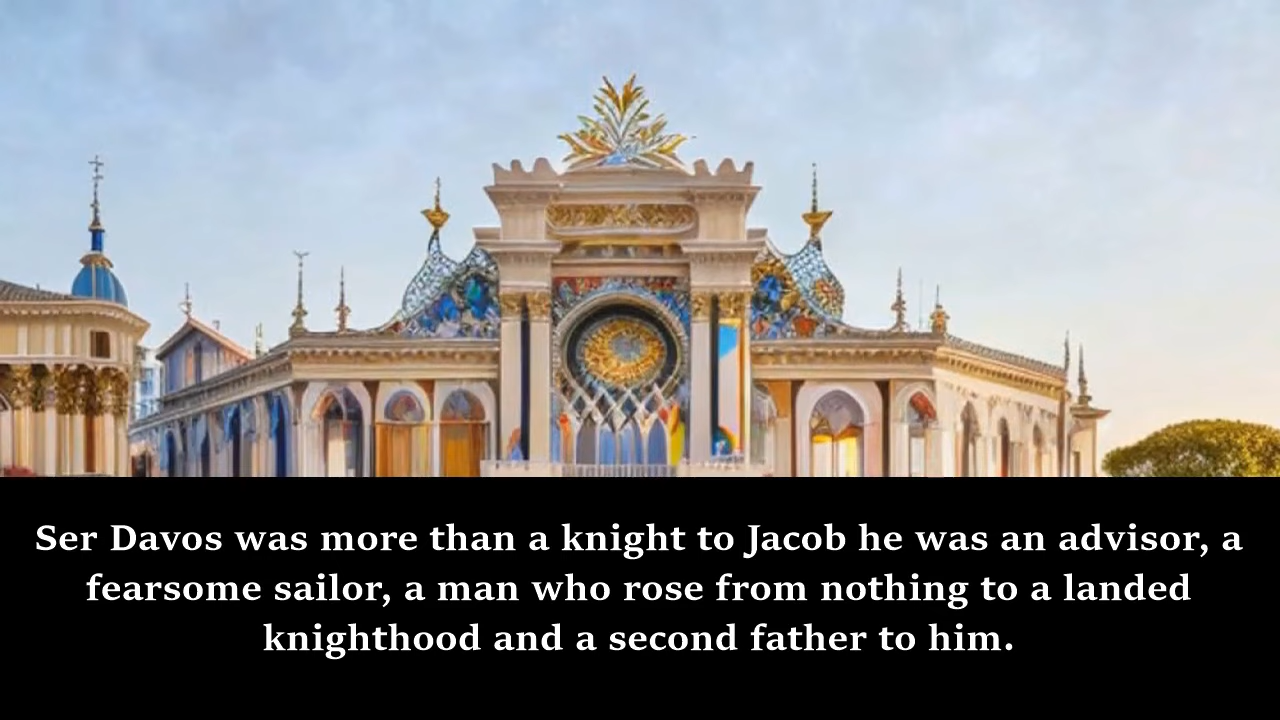 Ser Davos was more than a knight to Jacob he was an advisor, a
fearsome sailor, a man who rose from nothing to a landed
knighthood and a second father to him.